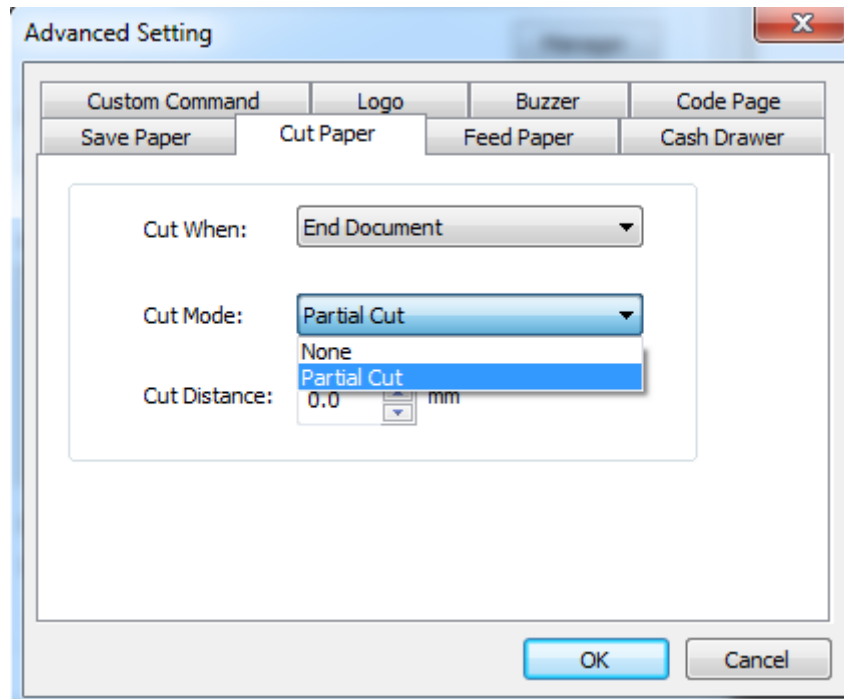 Advanced Setting
Custom Command
Logo
Buzzer
Code Page
Save Paper
Cut Paper
Feed Paper
Cash Drawer
Cut When: End Document
Cut Mode: Partial Cut
None
Partial Cut
Cut Distance: 0.0 mm
OK
Cancel